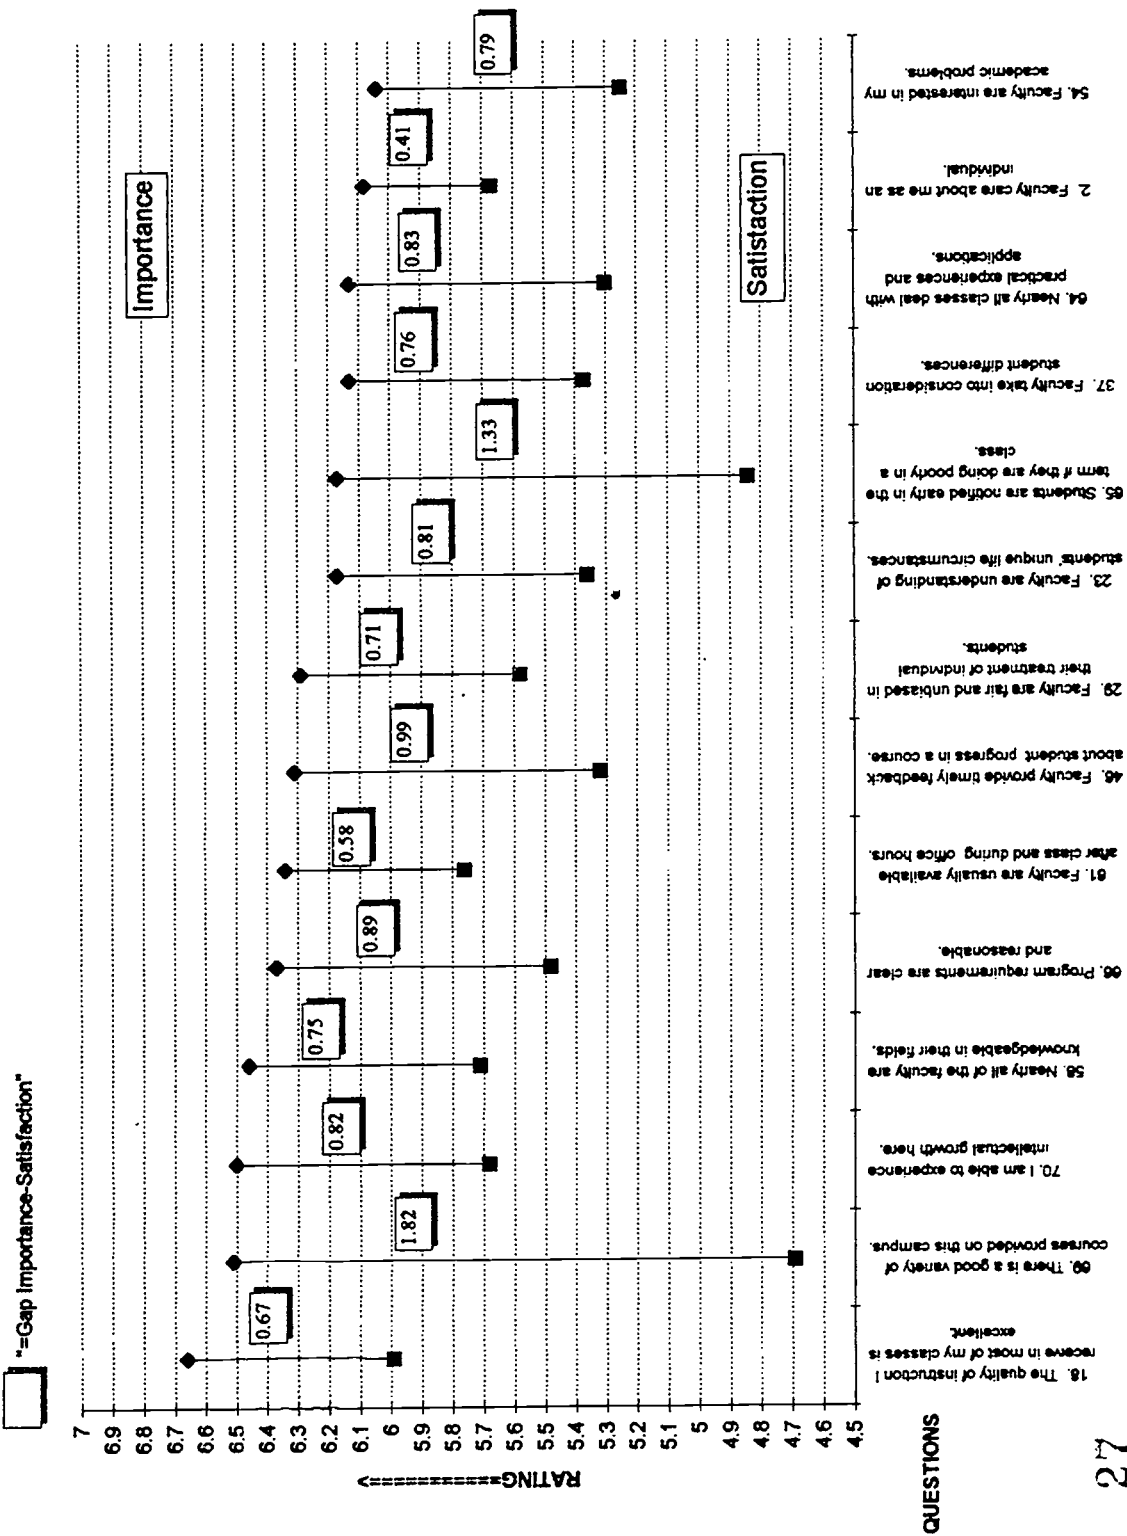 "=Gap Importance-Satisfaction"
Importance
Satistaction
RATING============>
7
6.9
6.8
6.7
6.6
6.5
6.4
6.3
6.2
6.1
6
5.9
5.8
5.7
5.6
5.5
5.4
5.3
5.2
5.1
5
4.9
4.8
4.7
4.6
4.5
0.67
1.82
0.82
0.75
0.89
0.58
0.99
0.71
0.81
1.33
0.76
0.83
0.41
0.79
QUESTIONS
18. The quality of instruction I
receive in most of my classes is
excellent.
69. There is a good variety of
courses provided on this campus.
70. I am able to experience
intellectual growth here.
58. Nearly all of the faculty are
knowledgeable in their fields.
66. Program requirements are clear
and reasonable.
61. Faculty are usually available
after class and during office hours.
46. Faculty provide timely feedback
about student progress in a course.
29. Faculty are fair and unbiased in
their treatment of individual
students.
23. Faculty are understanding of
students' unique life circumstances.
65. Students are notified early in the
term if they are doing poorly in a
class.
37. Faculty take into consideration
student differences.
64. Nearly all classes deal with
practical experiences and
applications.
2. Faculty care about me as an
individual.
54. Faculty are interested in my
academic problems.
27